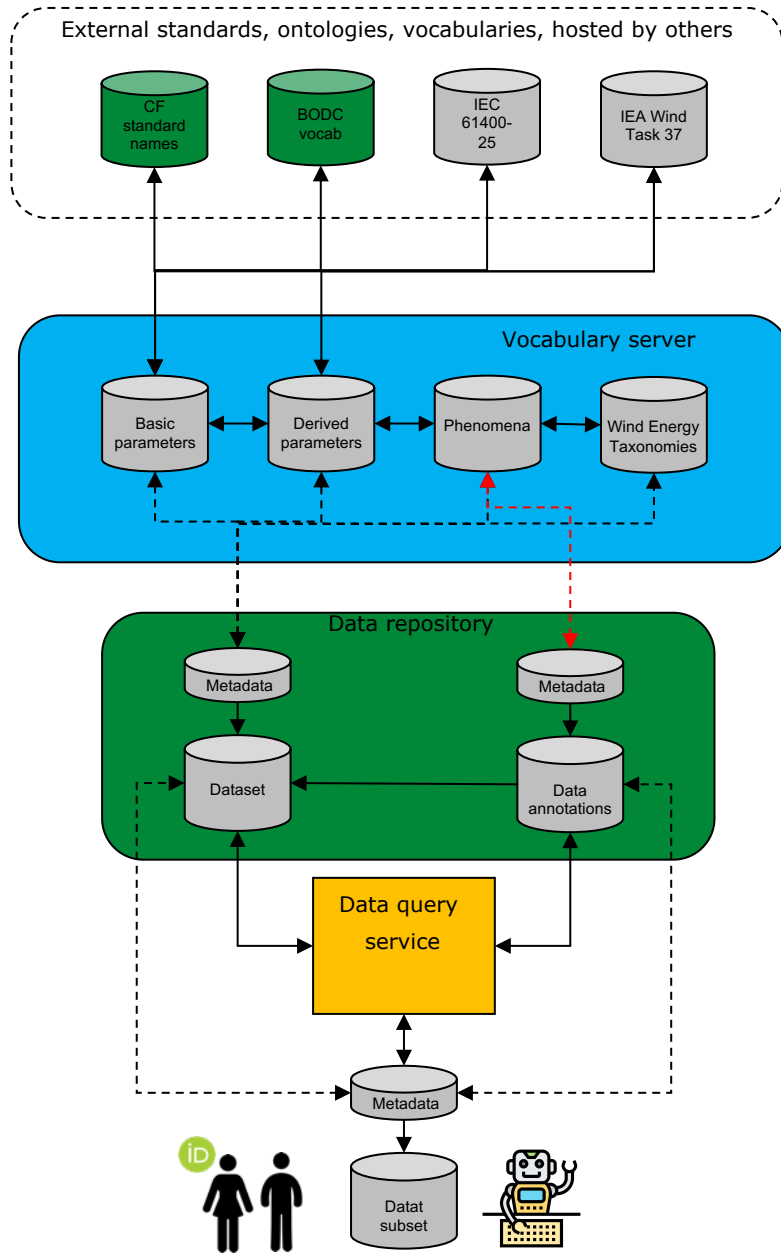 External standards, ontologies, vocabularies, hosted by others
CF
standard
names
BODC
vocab
IEC
61400-
25
IEA Wind
Task 37
Vocabulary server
Basic
parameters
Derived
parameters
Phenomena
Wind Energy
Taxonomies
Data repository
Metadata
Metadata
Dataset
Data
annotations
Data query
service
Metadata
iD
Datat
subset